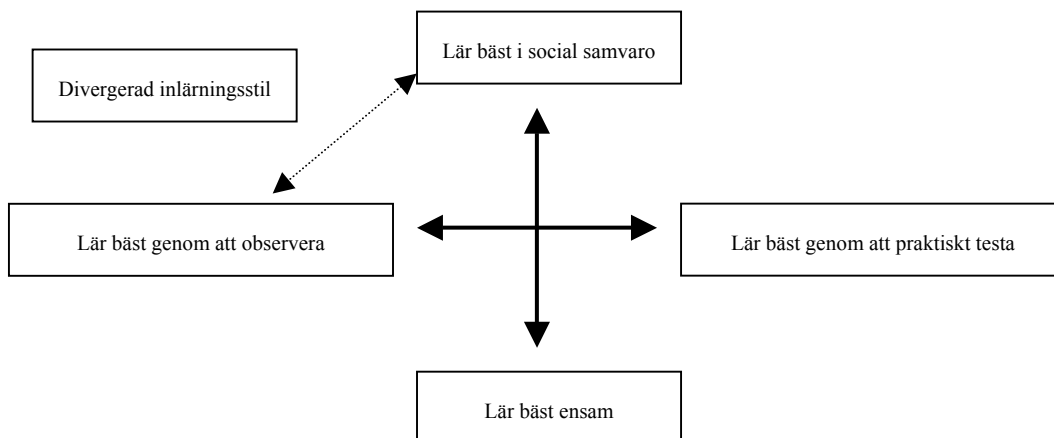 Lär bäst i social samvaro
Divergerad inlärningsstil
Lär bäst genom att observera
Lär bäst genom att praktiskt testa
Lär bäst ensam